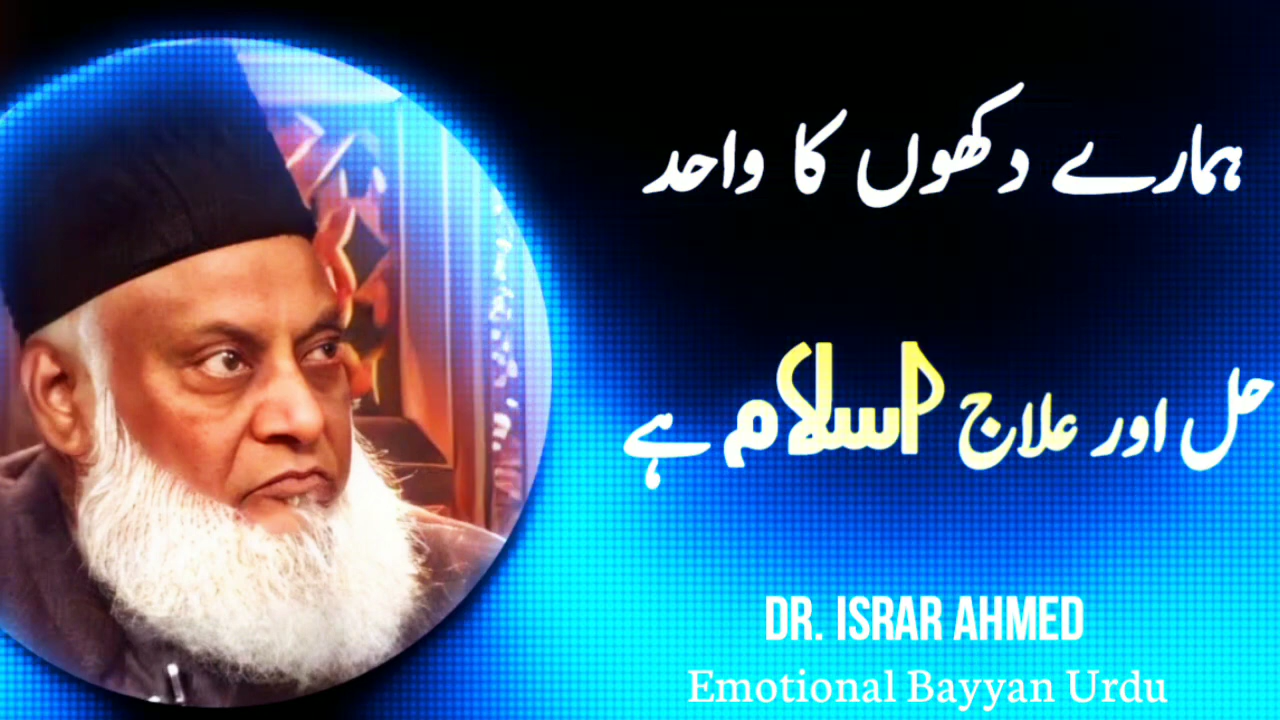 ہمارے دکھوں کا واحد
حل اور علاج اسلام ہے
DR. ISRAR AHMED
Emotional Bayyan Urdu